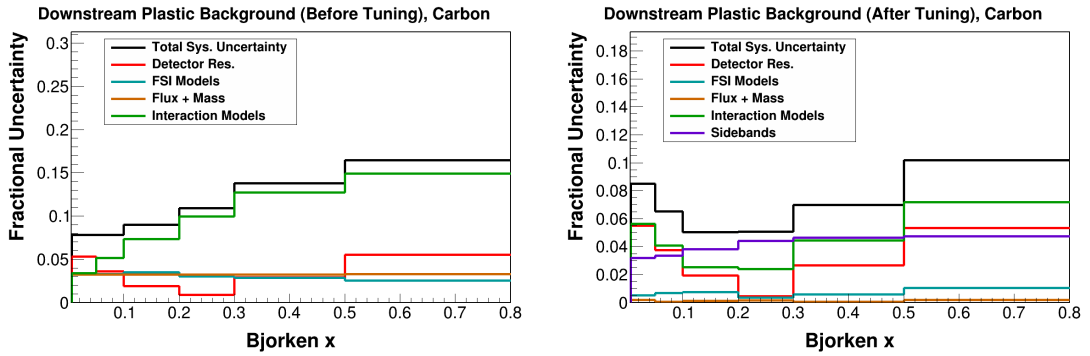 Downstream Plastic Background (Before Tuning), Carbon
Fractional Uncertainty
0.3
0.25
0.2
0.15
0.1
0.05
0
Total Sys. Uncertainty
Detector Res.
FSI Models
Flux + Mass
Interaction Models
0.1 0.2 0.3 0.4 0.5 0.6 0.7 0.8
Bjorken x
Downstream Plastic Background (After Tuning), Carbon
Fractional Uncertainty
0.18
0.16
0.14
0.12
0.1
0.08
0.06
0.04
0.02
0
Total Sys. Uncertainty
Detector Res.
FSI Models
Flux + Mass
Interaction Models
Sidebands
0.1 0.2 0.3 0.4 0.5 0.6 0.7 0.8
Bjorken x